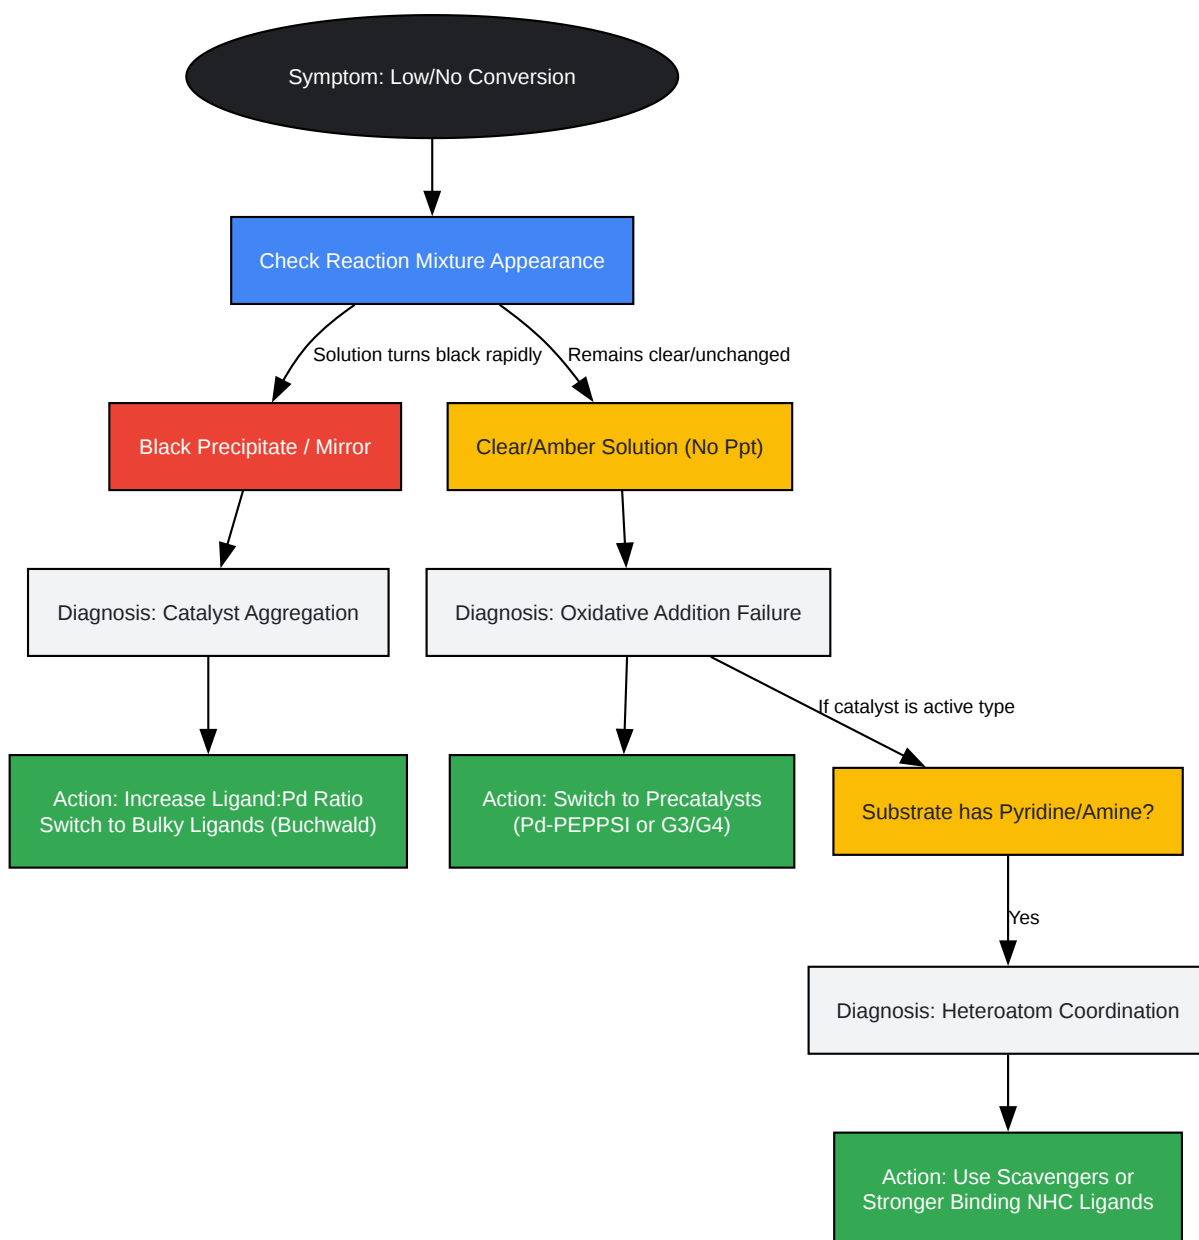 Symptom: Low/No Conversion
Check Reaction Mixture Appearance
Solution turns black rapidly
Remains clear/unchanged
Black Precipitate / Mirror
Clear/Amber Solution (No Ppt)
Diagnosis: Catalyst Aggregation
Diagnosis: Oxidative Addition Failure
If catalyst is active type
Action: Increase Ligand:Pd Ratio
Switch to Bulky Ligands (Buchwald)
Action: Switch to Precatalysts
(Pd-PEPPSI or G3/G4)
Substrate has Pyridine/Amine?
Yes
Diagnosis: Heteroatom Coordination
Action: Use Scavengers or
Stronger Binding NHC Ligands